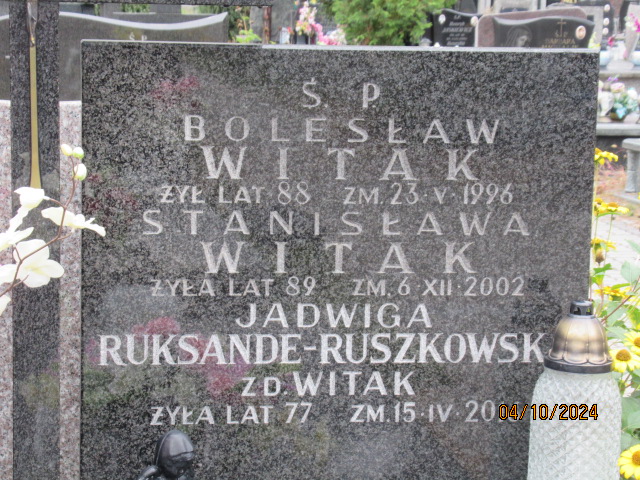 Ś. P
BOLESŁAW
WITAK
ŻYŁ LAT 88 ZM. 23·V·1996
STANISŁAWA
WITAK
ŻYŁA LAT 89 ZM. 6 XII·2002
JADWIGA
RUKSANDE-RUSZKOWSK
ZD WITAK
ŻYŁA LAT 77 ZM 15·IV·20
04/10/2024